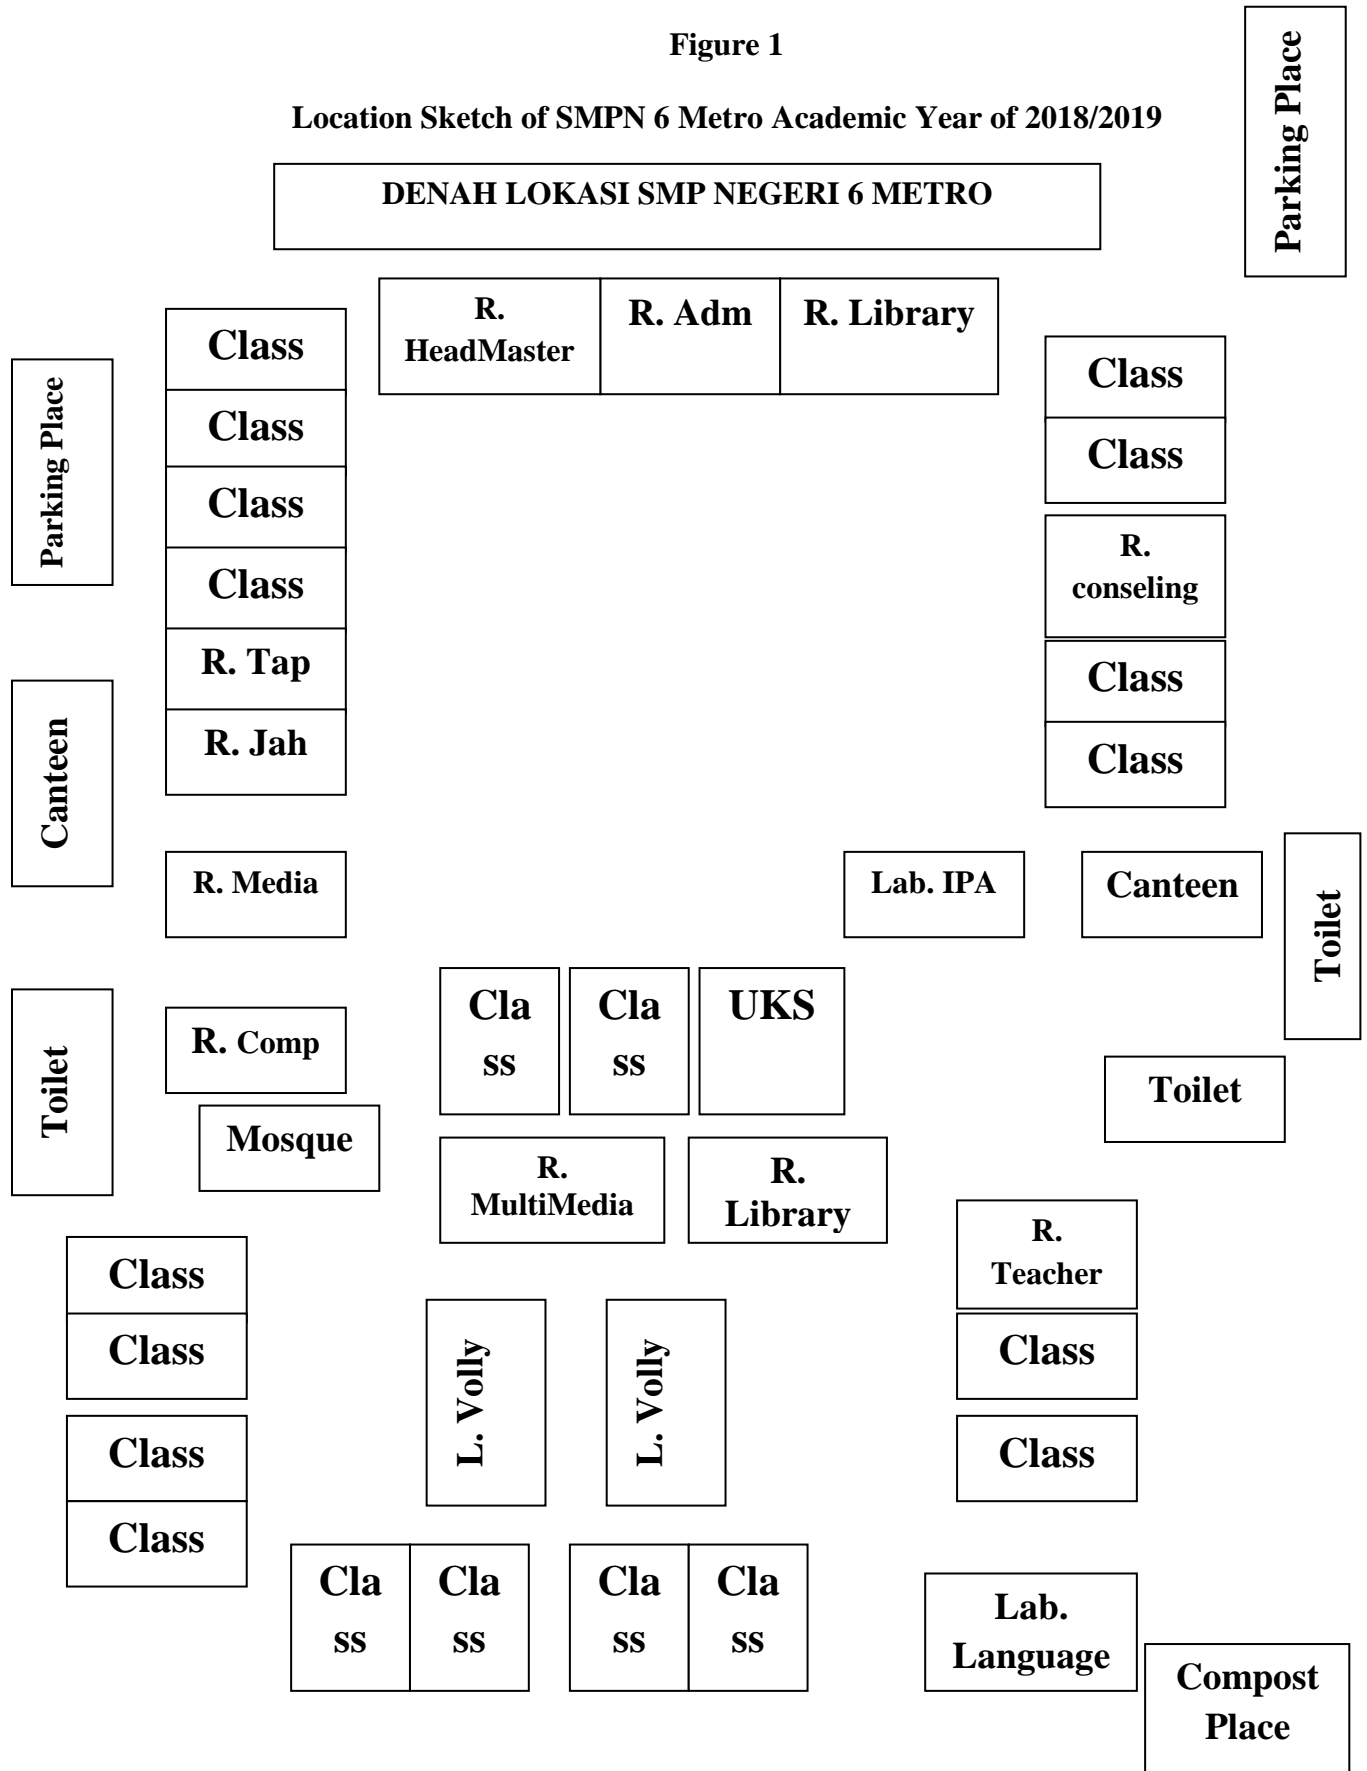 Figure 1
Location Sketch of SMPN 6 Metro Academic Year of 2018/2019
Parking Place
DENAH LOKASI SMP NEGERI 6 METRO
R.
HeadMaster
R. Adm
R. Library
Parking Place
Class
Class
Class
Class
R. Tap
R. Jah
Class
Class
R.
conseling
Class
Class
Canteen
R. Media
Lab. IPA
Canteen
Toilet
Toilet
R. Comp
Mosque
Cla
ss
Cla
ss
UKS
Toilet
R.
MultiMedia
R.
Library
R.
Teacher
Class
Class
Class
Class
Class
Class
L. Volly
L. Volly
Cla
ss
Cla
ss
Cla
ss
Cla
ss
Lab.
Language
Compost
Place